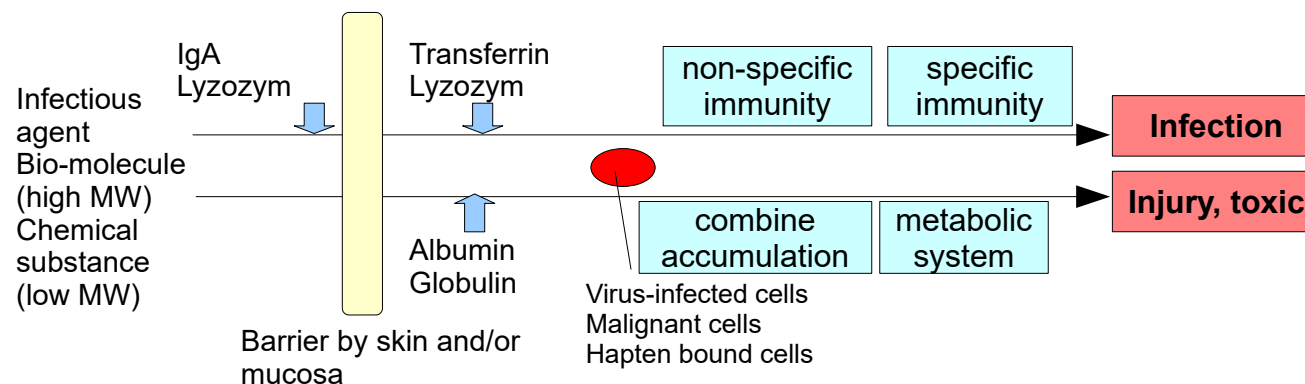 IgA
Lyzozym
Transferrin
Lyzozym
non-specific
immunity
specific
immunity
Infectious
agent
Bio-molecule
(high MW)
Chemical
substance
(low MW)
Infection
Injury, toxic
Albumin
Globulin
combine
accumulation
metabolic
system
Virus-infected cells
Malignant cells
Hapten bound cells
Barrier by skin and/or
mucosa